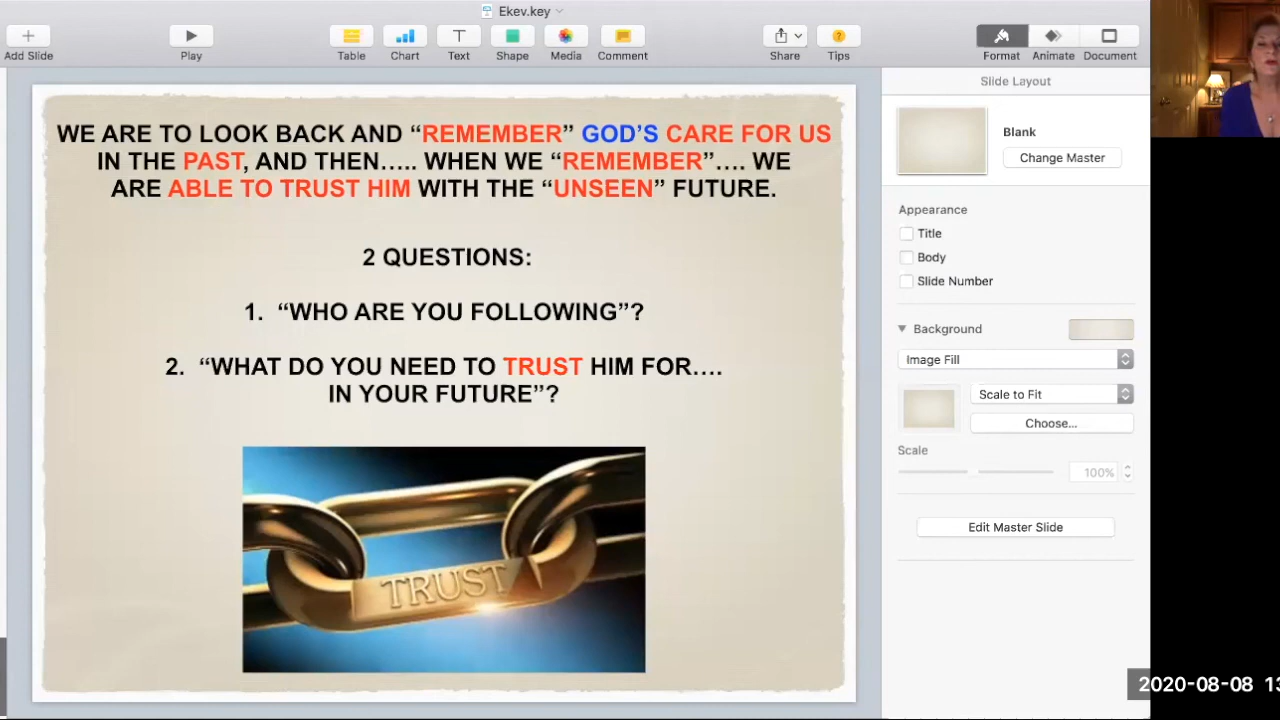 Ekev.key
Add Slide
Play
Table
Chart
Text
Shape
Media
Comment
Share
Tips
Format
Animate
Document
WE ARE TO LOOK BACK AND “REMEMBER” GOD’S CARE FOR US
IN THE PAST, AND THEN….. WHEN WE “REMEMBER”…. WE
ARE ABLE TO TRUST HIM WITH THE “UNSEEN” FUTURE.
2 QUESTIONS:
1. “WHO ARE YOU FOLLOWING”?
2. “WHAT DO YOU NEED TO TRUST HIM FOR….
IN YOUR FUTURE”?
TRUST
Slide Layout
Blank
Change Master
Appearance
Title
Body
Slide Number
Background
Image Fill
Scale to Fit
Choose...
Scale
100%
Edit Master Slide
2020-08-08 13